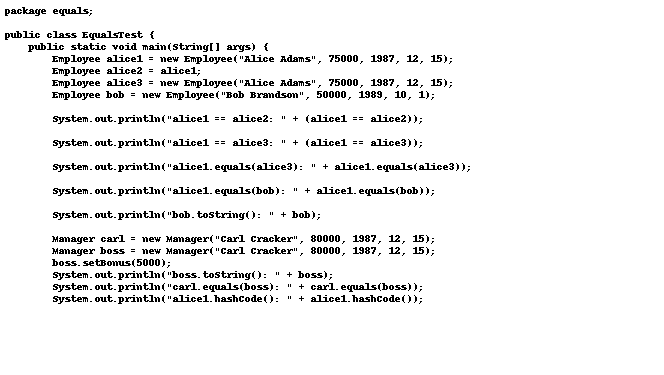 package equals;
public class EqualsTest {
public static void main(String[] args) {
Employee alice1 = new Employee("Alice Adams", 75000, 1987, 12, 15);
Employee alice2 = alice1;
Employee alice3 = new Employee("Alice Adams", 75000, 1987, 12, 15);
Employee bob = new Employee("Bob Brandson", 50000, 1989, 10, 1);
System.out.println("alice1 == alice2: " + (alice1 == alice2));
System.out.println("alice1 == alice3: " + (alice1 == alice3));
System.out.println("alice1.equals(alice3): " + alice1.equals(alice3));
System.out.println("alice1.equals(bob): " + alice1.equals(bob));
System.out.println("bob.toString(): " + bob);
Manager carl = new Manager("Carl Cracker", 80000, 1987, 12, 15);
Manager boss = new Manager("Carl Cracker", 80000, 1987, 12, 15);
boss.setBonus(5000);
System.out.println("boss.toString(): " + boss);
System.out.println("carl.equals(boss): " + carl.equals(boss));
System.out.println("alice1.hashCode(): " + alice1.hashCode());